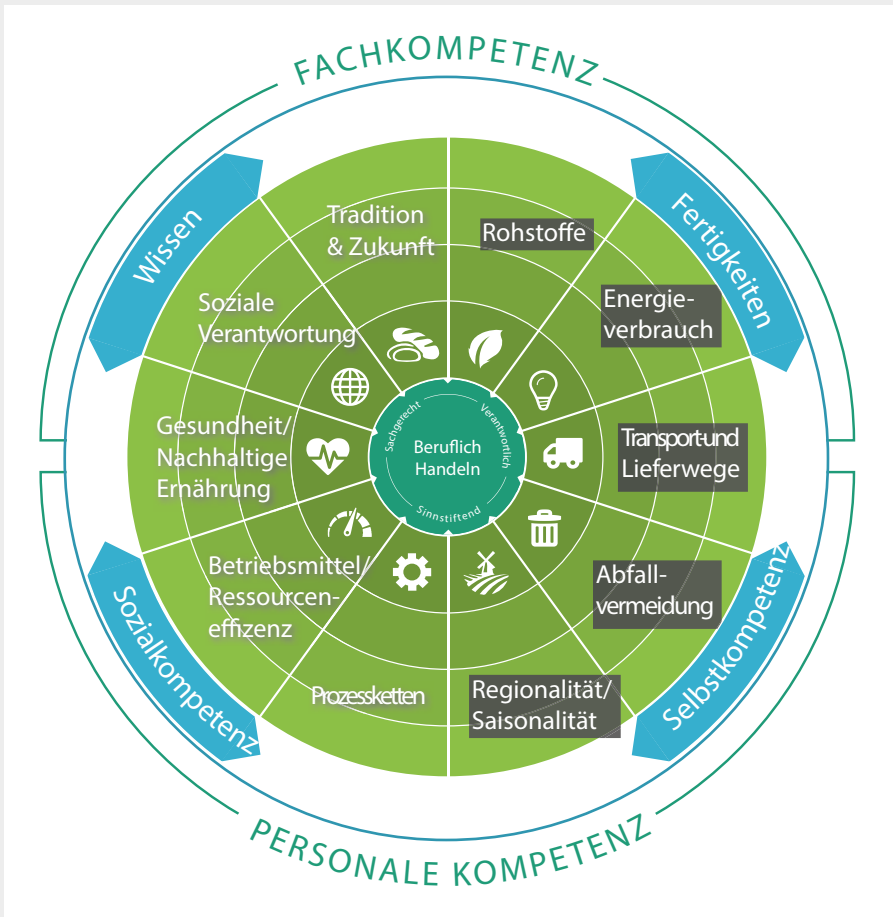 FACHKOMPETENZ
Wissen
Fertigkeiten
Tradition
& Zukunft
Rohstoffe
Soziale
Verantwortung
Energie-
verbrauch
Gesundheit/
Nachhaltige
Ernährung
Sachgerecht
Verantwortlich
Beruflich
Handeln
Sinnstiftend
Transport-und
Lieferwege
Betriebsmittel/
Ressourcen-
effizenz
Abfall-
vermeidung
Prozessketten
Regionalität/
Saisonalität
Sozialkompetenz
Selbstkompetenz
PERSONALE KOMPETENZ